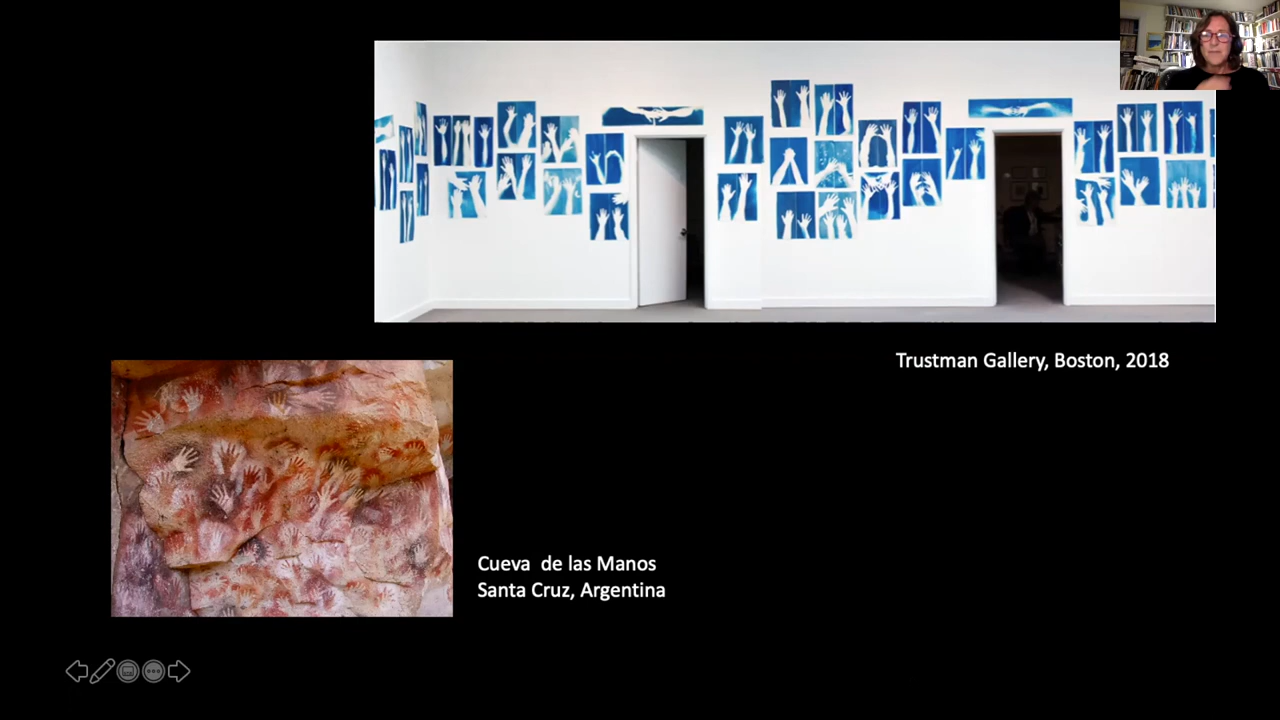 Trustman Gallery, Boston, 2018
Cueva de las Manos
Santa Cruz, Argentina